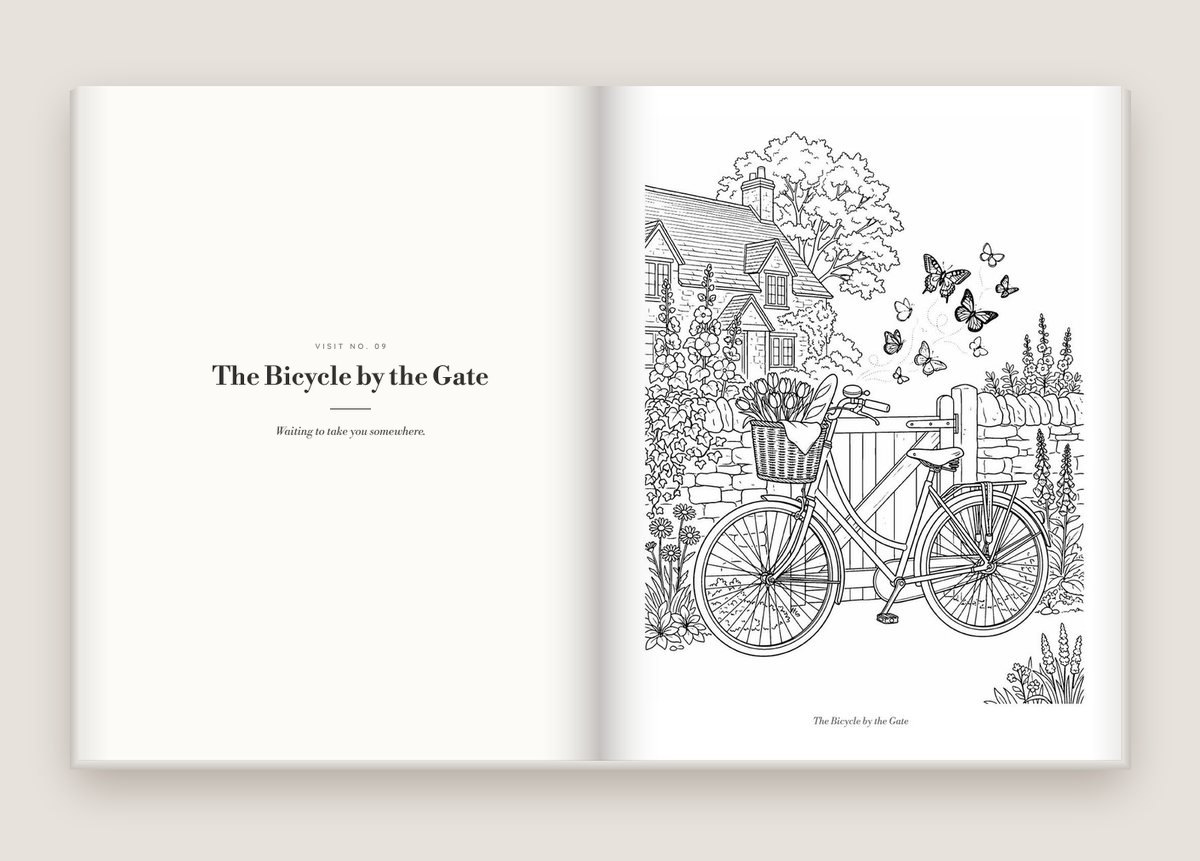 VISIT NO. 09
The Bicycle by the Gate
Waiting to take you somewhere.
The Bicycle by the Gate